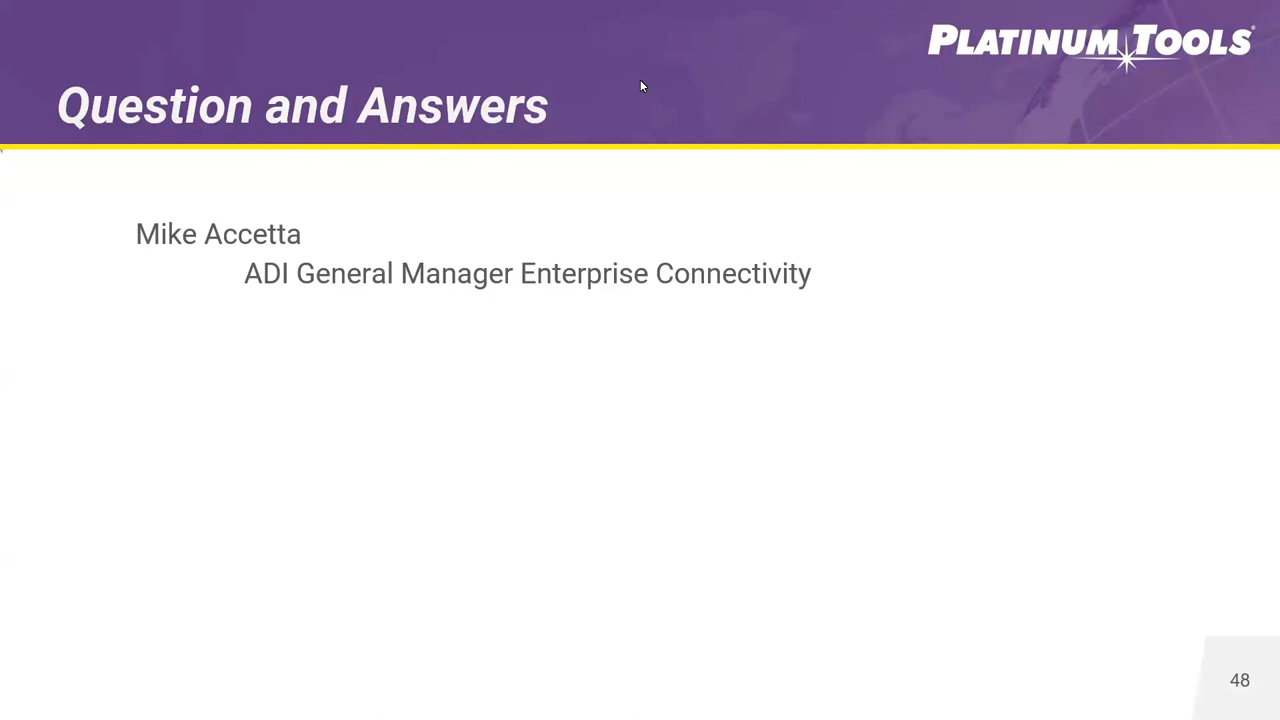 PLATINUM TOOLS®
Question and Answers
Mike Accetta
ADI General Manager Enterprise Connectivity
48